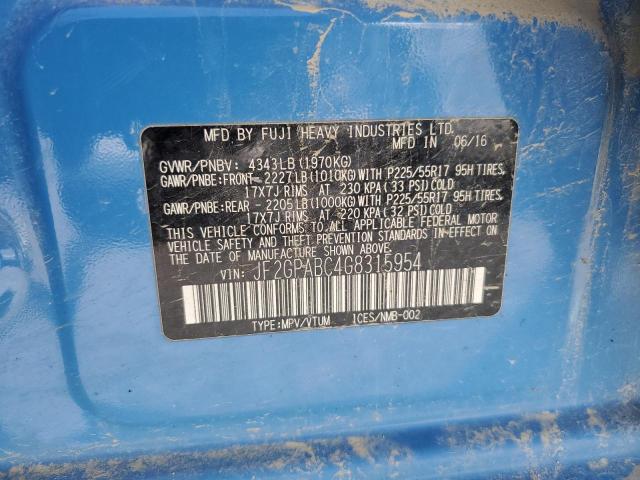 MFD BY FUJI HEAVY INDUSTRIES LTD.
MFD IN 06/16
GVWR/PNBV: 4343LB (1970KG)
GAWR/PNBE: FRONT- 2227LB (1010KG) WITH P225/55R17 95H TIRES,
17X7J RIMS AT 230 KPA (33 PSI) COLD
GAWR/PNBE: REAR - 2205LB (1000KG) WITH P225/55R17 95H TIRES,
17X7J RIMS AT 220 KPA (32 PSI) COLD
THIS VEHICLE CONFORMS TO ALL APPLICABLE FEDERAL MOTOR
VEHICLE SAFETY AND THEFT PREVENTION STANDARDS IN EFFECT ON
THE DATE OF MANUFACTURE SHOWN ABOVE.
VIN: JF2GPABC4G8315954
TYPE: MPV/VTUM ICES/NMB-002